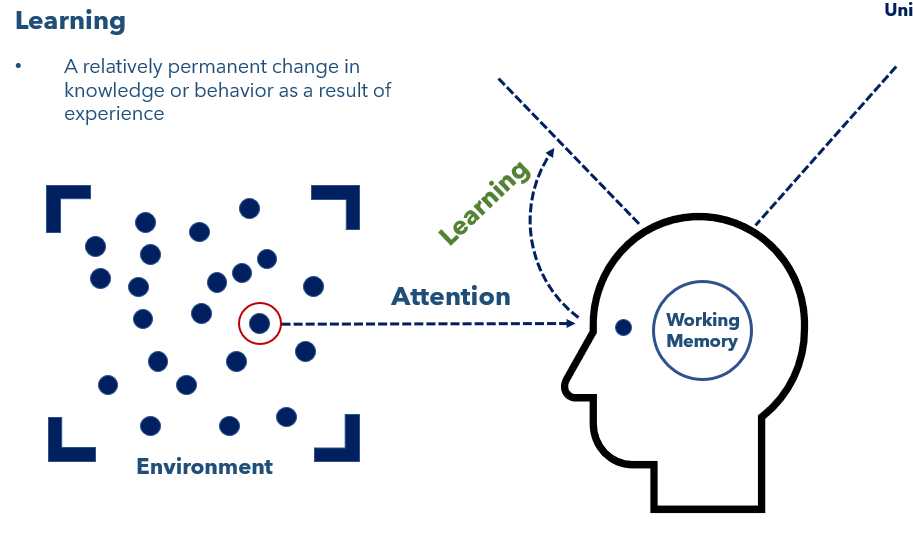 Learning
Uni
• A relatively permanent change in
knowledge or behavior as a result of
experience
Learning
Attention
Working
Memory
Environment